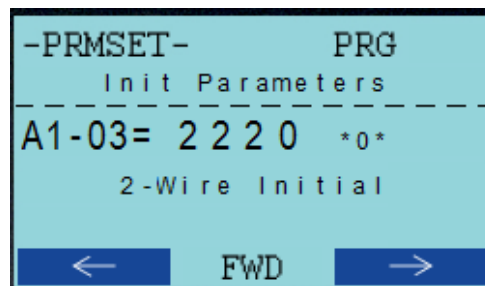 -PRMSET- PRG
Init Parameters
A1-03= 2220 *0*
2-Wire Initial
← FWD →